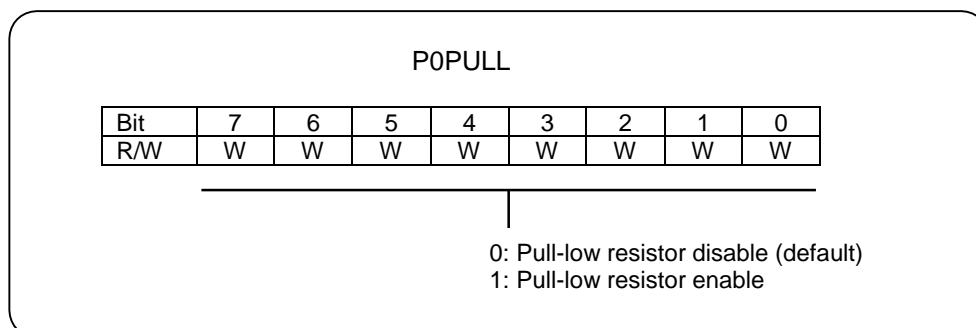 P0PULL
Bit 7 6 5 4 3 2 1 0
R/W W W W W W W W W
0: Pull-low resistor disable (default)
1: Pull-low resistor enable